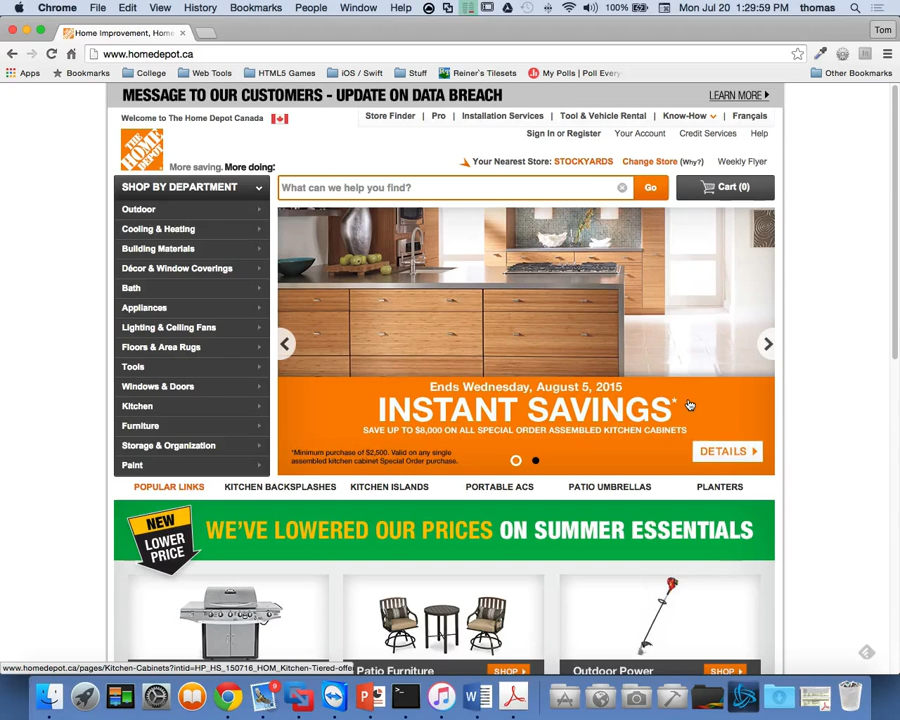 Chrome File Edit View History Bookmarks People Window Help 100% Mon Jul 20 1:29:59 PM thomas
Home Improvement, Hom Tom
www.homedepot.ca
Apps Bookmarks College Web Tools HTML5 Games iOS / Swift Stuff Reiner's Tilesets My Polls | Poll Every Other Bookmarks
MESSAGE TO OUR CUSTOMERS - UPDATE ON DATA BREACH LEARN MORE
Welcome to The Home Depot Canada Store Finder | Pro | Installation Services | Tool & Vehicle Rental | Know-How | Français
Sign In or Register Your Account Credit Services Help
THE HOME DEPOT
More saving. More doing: Your Nearest Store: STOCKYARDS Change Store (Why?) Weekly Flyer
SHOP BY DEPARTMENT What can we help you find? Go Cart (0)
Outdoor
Cooling & Heating
Building Materials
Décor & Window Coverings
Bath
Appliances
Lighting & Ceiling Fans
Floors & Area Rugs
Tools
Windows & Doors
Kitchen
Furniture
Storage & Organization
Paint
Ends Wednesday, August 5, 2015
INSTANT SAVINGS*
SAVE UP TO $8,000 ON ALL SPECIAL ORDER ASSEMBLED KITCHEN CABINETS
*Minimum purchase of $2,500. Valid on any single
assembled kitchen cabinet Special Order purchase.
DETAILS
POPULAR LINKS KITCHEN BACKSPLASHES KITCHEN ISLANDS PORTABLE ACS PATIO UMBRELLAS PLANTERS
NEW
LOWER
PRICE
WE'VE LOWERED OUR PRICES ON SUMMER ESSENTIALS
Patio Furniture SHOP
Outdoor Power SHOP
www.homedepot.ca/pages/Kitchen-Cabinets?intid=HP_HS_150716_HOM_Kitchen-Tiered-offe
9